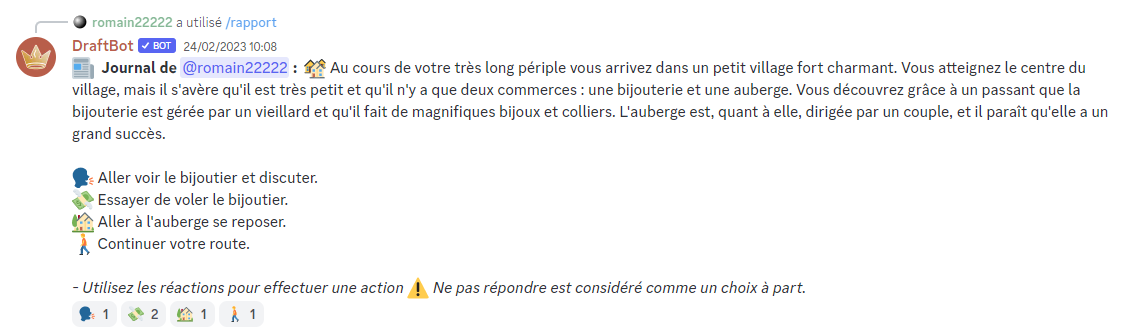 romain22222 a utilisé /rapport
DraftBot ✓ BOT 24/02/2023 10:08
Journal de @romain22222 : Au cours de votre très long périple vous arrivez dans un petit village fort charmant. Vous atteignez le centre du
village, mais il s'avère qu'il est très petit et qu'il n'y a que deux commerces : une bijouterie et une auberge. Vous découvrez grâce à un passant que la
bijouterie est gérée par un vieillard et qu'il fait de magnifiques bijoux et colliers. L'auberge est, quant à elle, dirigée par un couple, et il paraît qu'elle a un
grand succès.
🗣️ Aller voir le bijoutier et discuter.
💸 Essayer de voler le bijoutier.
🏡 Aller à l'auberge se reposer.
🚶 Continuer votre route.
- Utilisez les réactions pour effectuer une action ⚠️ Ne pas répondre est considéré comme un choix à part.
🗣️ 1 💸 2 🏡 1 🚶 1